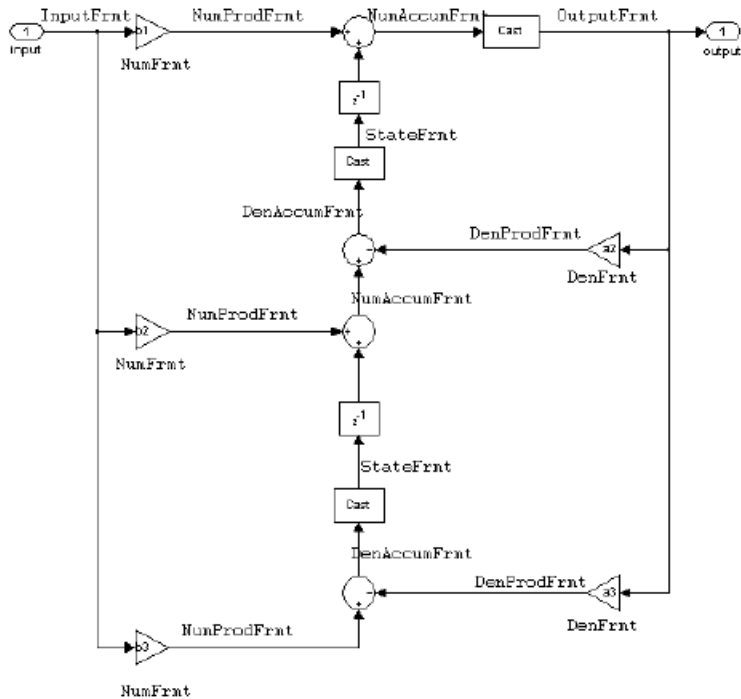 InputFrmt
NumProdFrmt
NumAccumFrmt
OutputFrmt
1
b1
+
+
Cast
1
input
output
NumFrmt
z-1
StateFrmt
Cast
DenAccumFrmt
DenProdFrmt
-
+
a2
DenFrmt
NumAccumFrmt
NumProdFrmt
b2
+
+
NumFrmt
z-1
StateFrmt
Cast
DenAccumFrmt
DenProdFrmt
-
+
a3
DenFrmt
NumProdFrmt
b3
NumFrmt